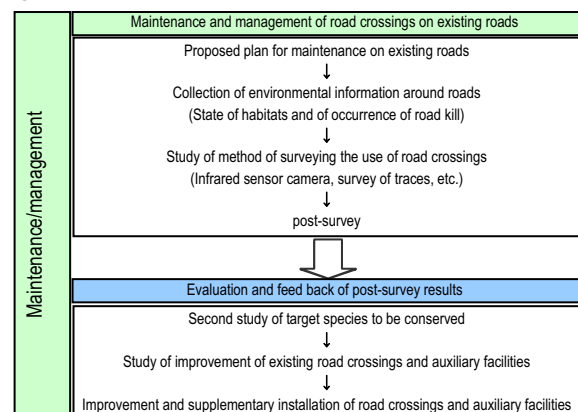 Maintenance/management
Maintenance and management of road crossings on existing roads
Proposed plan for maintenance on existing roads
↓
Collection of environmental information around roads
(State of habitats and of occurrence of road kill)
↓
Study of method of surveying the use of road crossings
(Infrared sensor camera, survey of traces, etc.)
↓
post-survey
Evaluation and feed back of post-survey results
Second study of target species to be conserved
↓
Study of improvement of existing road crossings and auxiliary facilities
↓
Improvement and supplementary installation of road crossings and auxiliary facilities